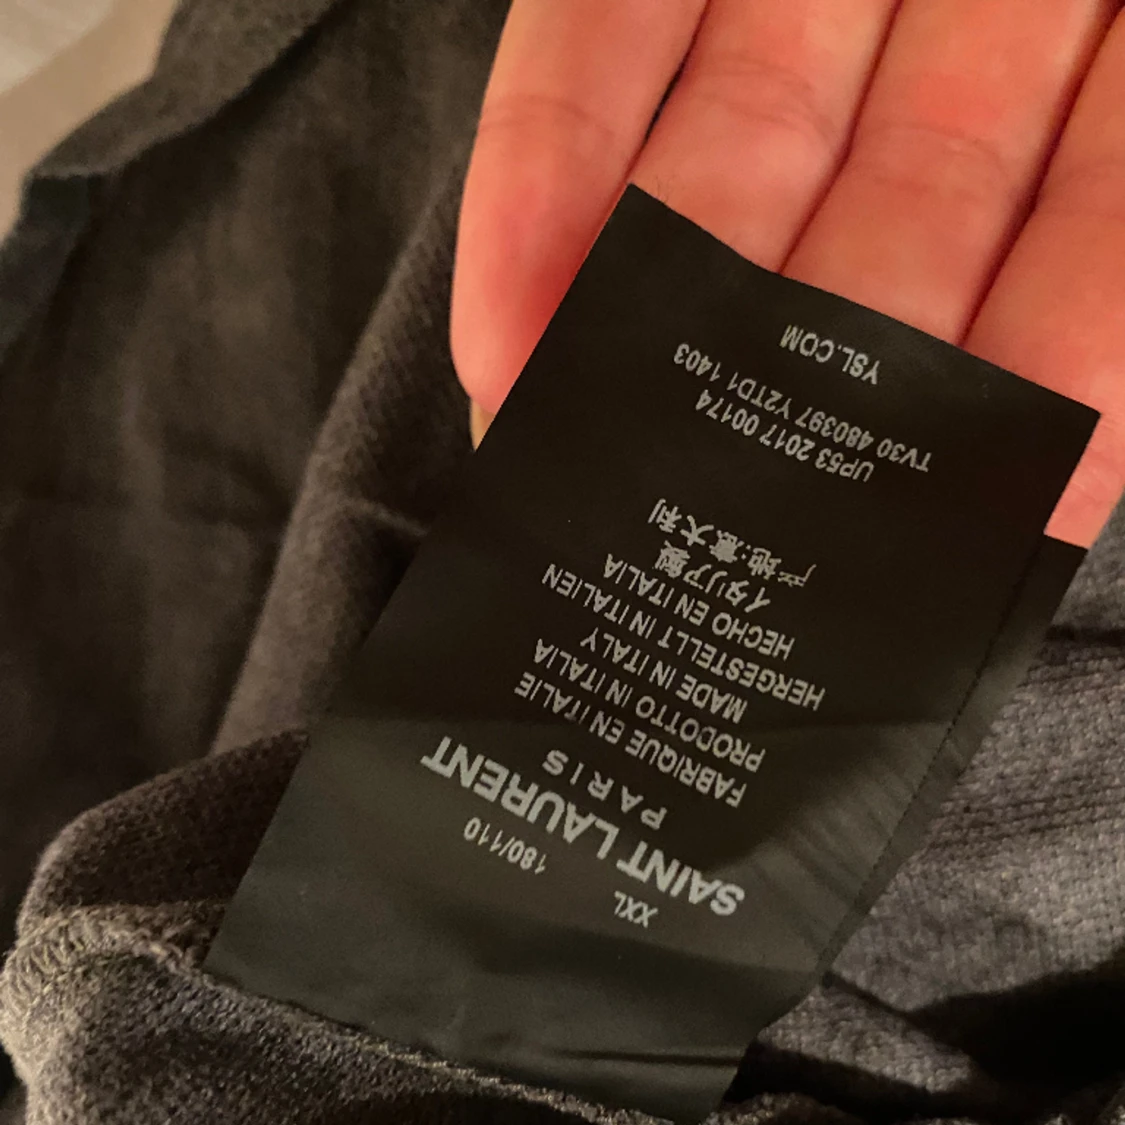 XXL
180/110
SAINT LAURENT
PARIS
FABRIQUE EN ITALIE
PRODOTTO IN ITALIA
MADE IN ITALY
HERGESTELLT IN ITALIEN
HECHO EN ITALIA
イタリア製
产地:意大利
UP53 2017 00174
TV30 480397 Y2TD1 1403
YSL.COM